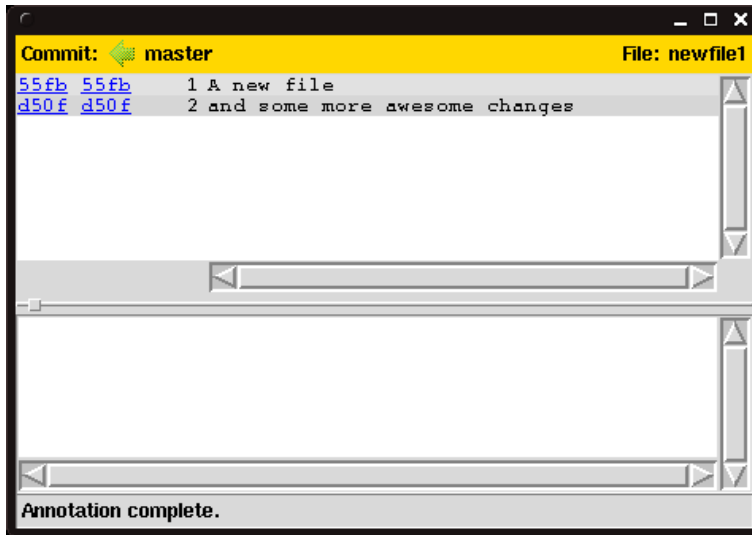 Commit: master File: newfile1
55fb 55fb 1 A new file
d50f d50f 2 and some more awesome changes
Annotation complete.